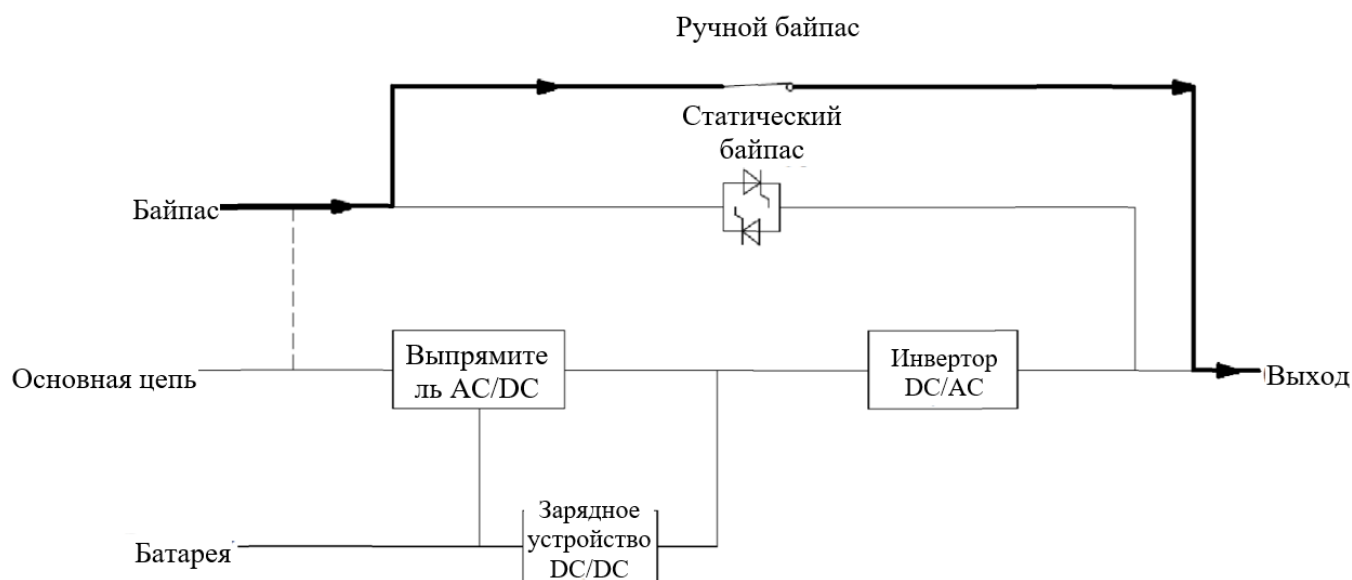 Ручной байпас
Статический
байпас
Байпас
Выпрямите
ль AC/DC
Инвертор
DC/AC
Основная цепь
Выход
Зарядное
устройство
DC/DC
Батарея